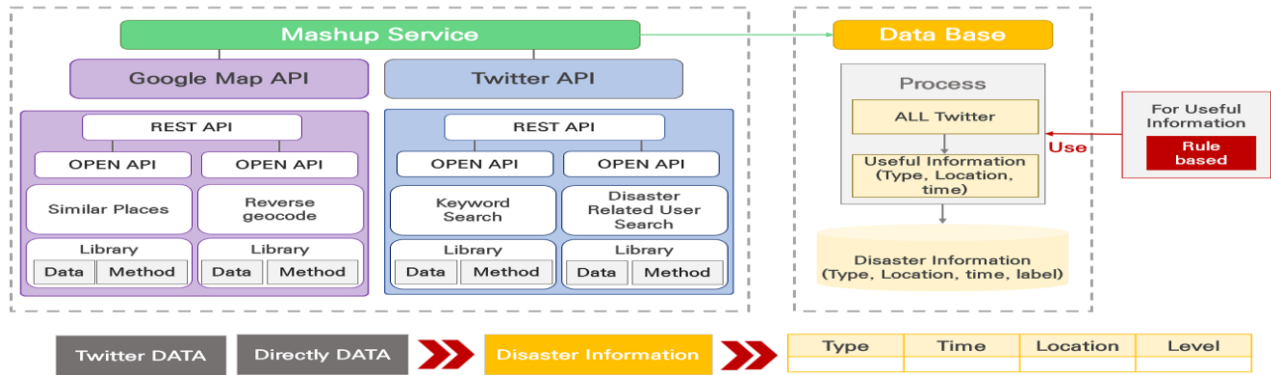 Mashup Service
Data Base
Google Map API
Twitter API
Process
For Useful
Information
Rule
based
Use
REST API
REST API
ALL Twitter
OPEN API
OPEN API
OPEN API
OPEN API
Useful Information
(Type, Location,
time)
Similar Places
Reverse
geocode
Keyword
Search
Disaster
Related User
Search
Library
Library
Library
Library
Data
Method
Data
Method
Data
Method
Data
Method
Disaster Information
(Type, Location, time, label)
Twitter DATA
Directly DATA
Disaster Information
Type
Time
Location
Level